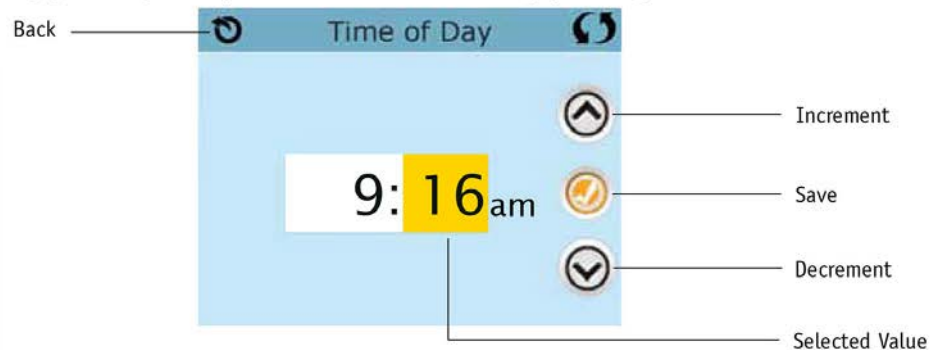 Back
Time of Day
Increment
9:16am
Save
Decrement
Selected Value